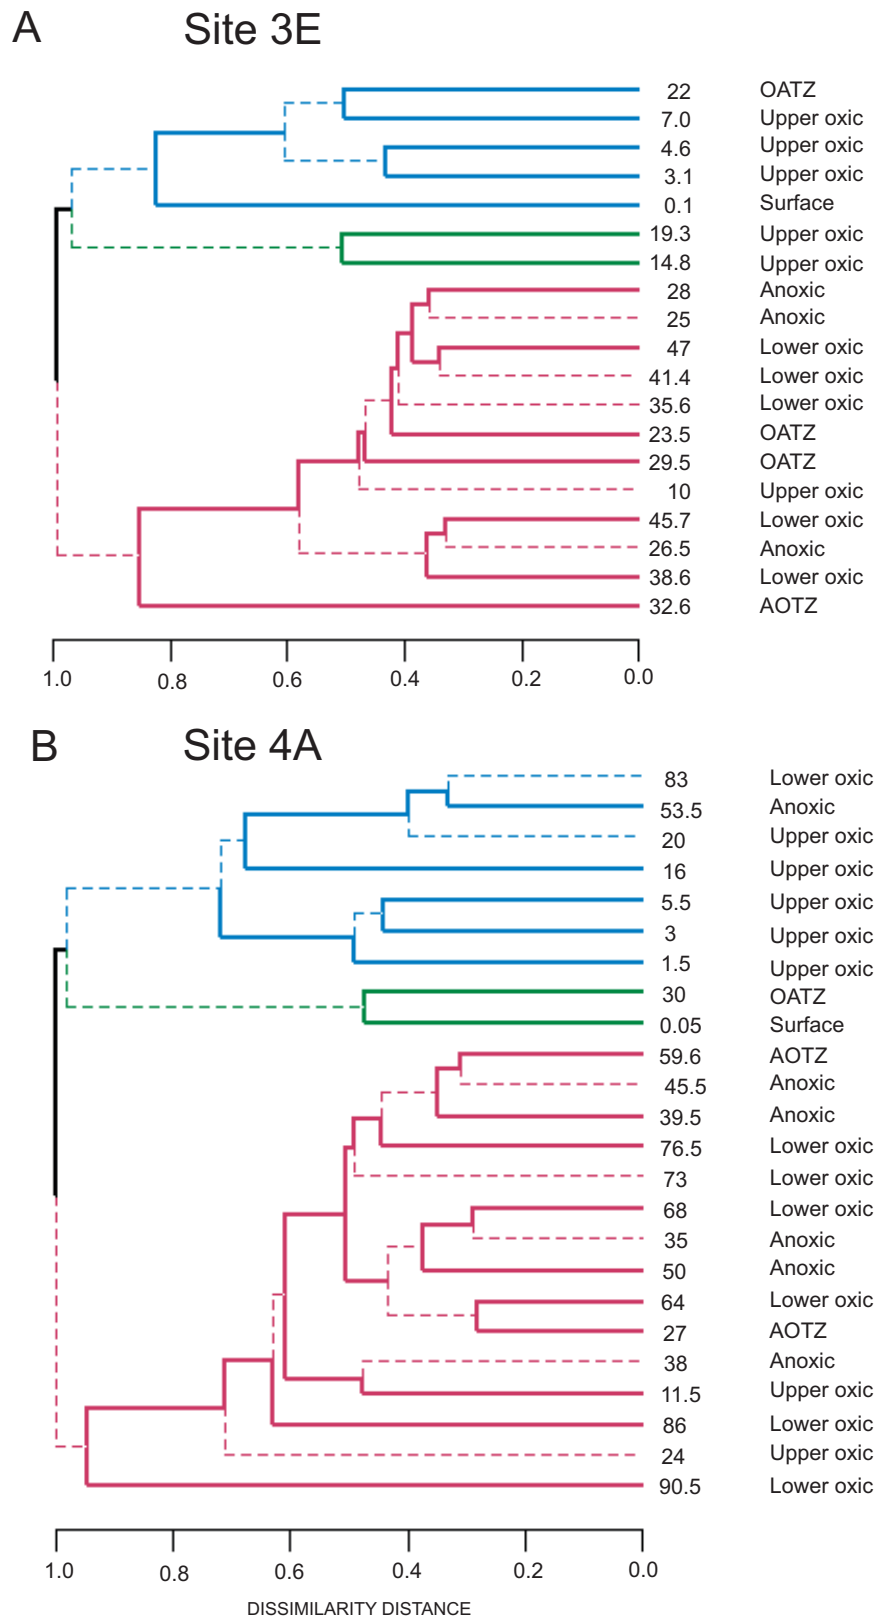 A Site 3E
22 OATZ
7.0 Upper oxic
4.6 Upper oxic
3.1 Upper oxic
0.1 Surface
19.3 Upper oxic
14.8 Upper oxic
28 Anoxic
25 Anoxic
47 Lower oxic
41.4 Lower oxic
35.6 Lower oxic
23.5 OATZ
29.5 OATZ
10 Upper oxic
45.7 Lower oxic
26.5 Anoxic
38.6 Lower oxic
32.6 AOTZ
1.0 0.8 0.6 0.4 0.2 0.0
B Site 4A
83 Lower oxic
53.5 Anoxic
20 Upper oxic
16 Upper oxic
5.5 Upper oxic
3 Upper oxic
1.5 Upper oxic
30 OATZ
0.05 Surface
59.6 AOTZ
45.5 Anoxic
39.5 Anoxic
76.5 Lower oxic
73 Lower oxic
68 Lower oxic
35 Anoxic
50 Anoxic
64 Lower oxic
27 AOTZ
38 Anoxic
11.5 Upper oxic
86 Lower oxic
24 Upper oxic
90.5 Lower oxic
1.0 0.8 0.6 0.4 0.2 0.0
DISSIMILARITY DISTANCE